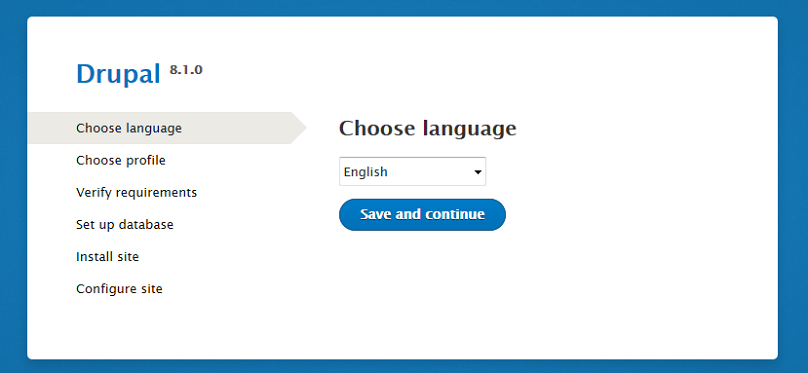 Drupal 8.1.0
Choose language
Choose profile
Verify requirements
Set up database
Install site
Configure site
Choose language
English
Save and continue